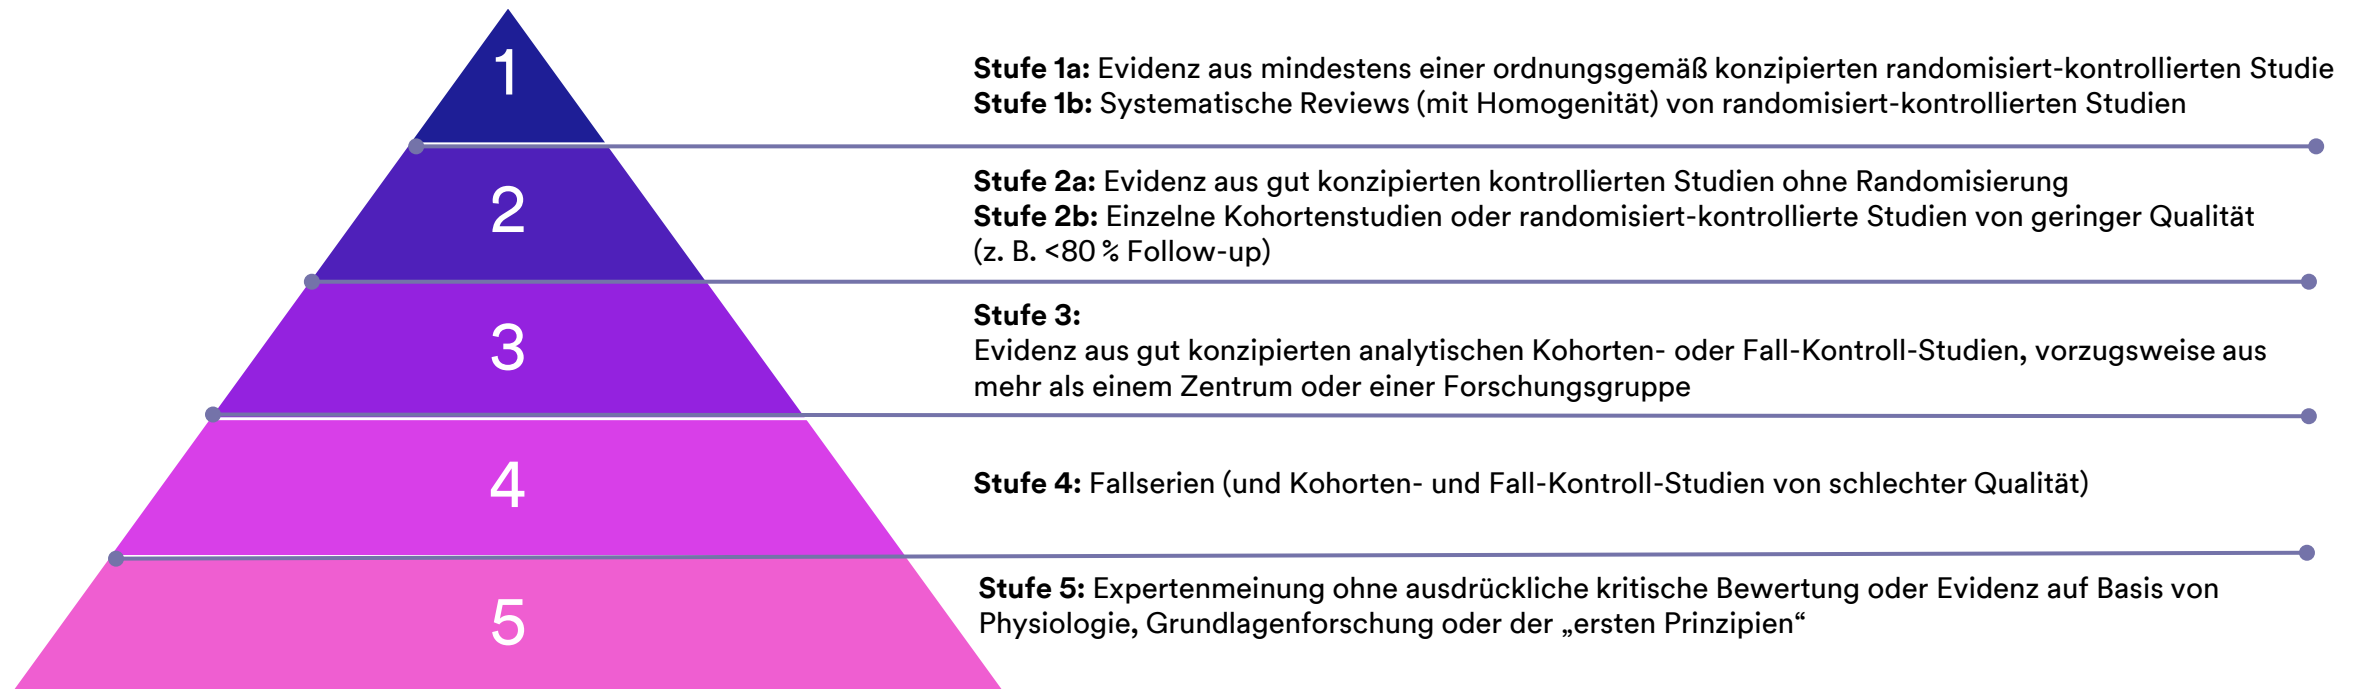 1
Stufe 1a: Evidenz aus mindestens einer ordnungsgemäß konzipierten randomisiert-kontrollierten Studie
Stufe 1b: Systematische Reviews (mit Homogenität) von randomisiert-kontrollierten Studien
2
Stufe 2a: Evidenz aus gut konzipierten kontrollierten Studien ohne Randomisierung
Stufe 2b: Einzelne Kohortenstudien oder randomisiert-kontrollierte Studien von geringer Qualität
(z. B. <80 % Follow-up)
3
Stufe 3:
Evidenz aus gut konzipierten analytischen Kohorten- oder Fall-Kontroll-Studien, vorzugsweise aus
mehr als einem Zentrum oder einer Forschungsgruppe
4
Stufe 4: Fallserien (und Kohorten- und Fall-Kontroll-Studien von schlechter Qualität)
5
Stufe 5: Expertenmeinung ohne ausdrückliche kritische Bewertung oder Evidenz auf Basis von
Physiologie, Grundlagenforschung oder der „ersten Prinzipien“